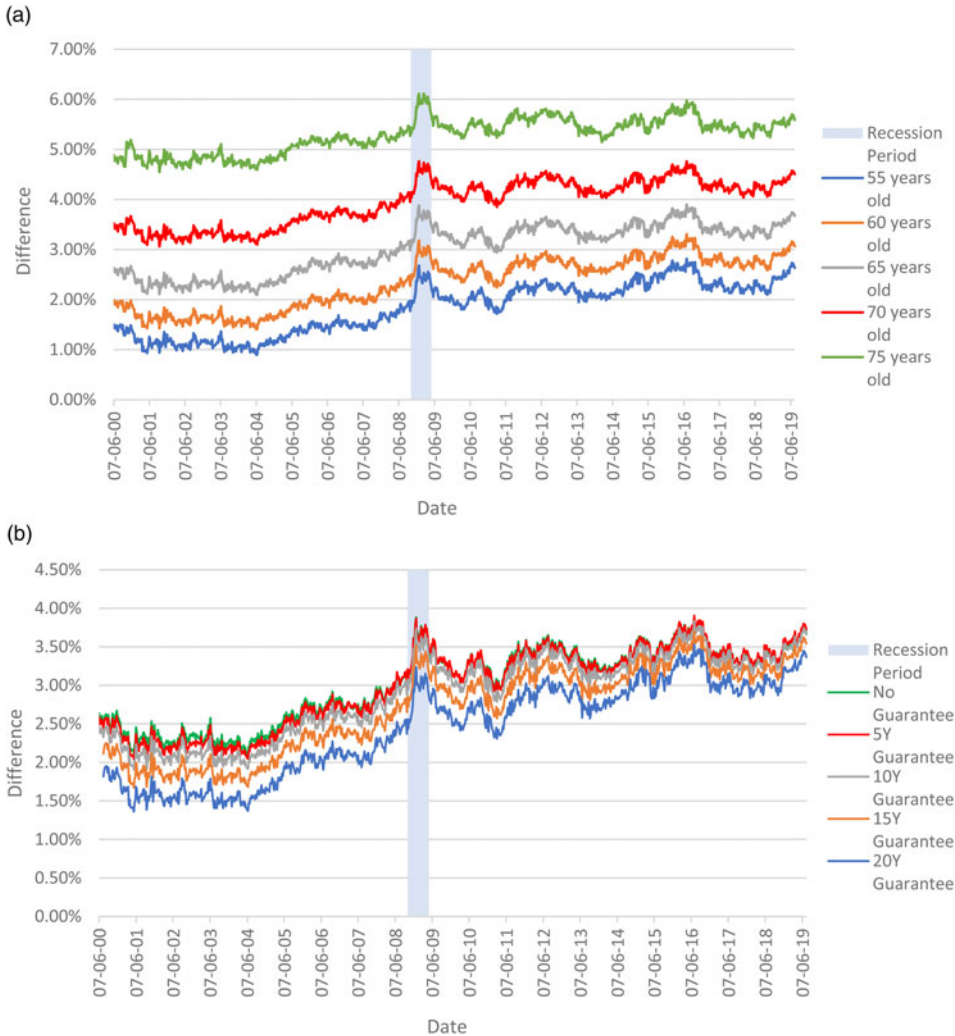 (a)
7.00%
6.00%
5.00%
4.00%
3.00%
2.00%
1.00%
0.00%
Difference
07-06-00
07-06-01
07-06-02
07-06-03
07-06-04
07-06-05
07-06-06
07-06-07
07-06-08
07-06-09
07-06-10
07-06-11
07-06-12
07-06-13
07-06-14
07-06-15
07-06-16
07-06-17
07-06-18
07-06-19
Date
Recession
Period
55 years
old
60 years
old
65 years
old
70 years
old
75 years
old
(b)
4.50%
4.00%
3.50%
3.00%
2.50%
2.00%
1.50%
1.00%
0.50%
0.00%
Difference
07-06-00
07-06-01
07-06-02
07-06-03
07-06-04
07-06-05
07-06-06
07-06-07
07-06-08
07-06-09
07-06-10
07-06-11
07-06-12
07-06-13
07-06-14
07-06-15
07-06-16
07-06-17
07-06-18
07-06-19
Date
Recession
Period
No
Guarantee
5Y
Guarantee
10Y
Guarantee
15Y
Guarantee
20Y
Guarantee